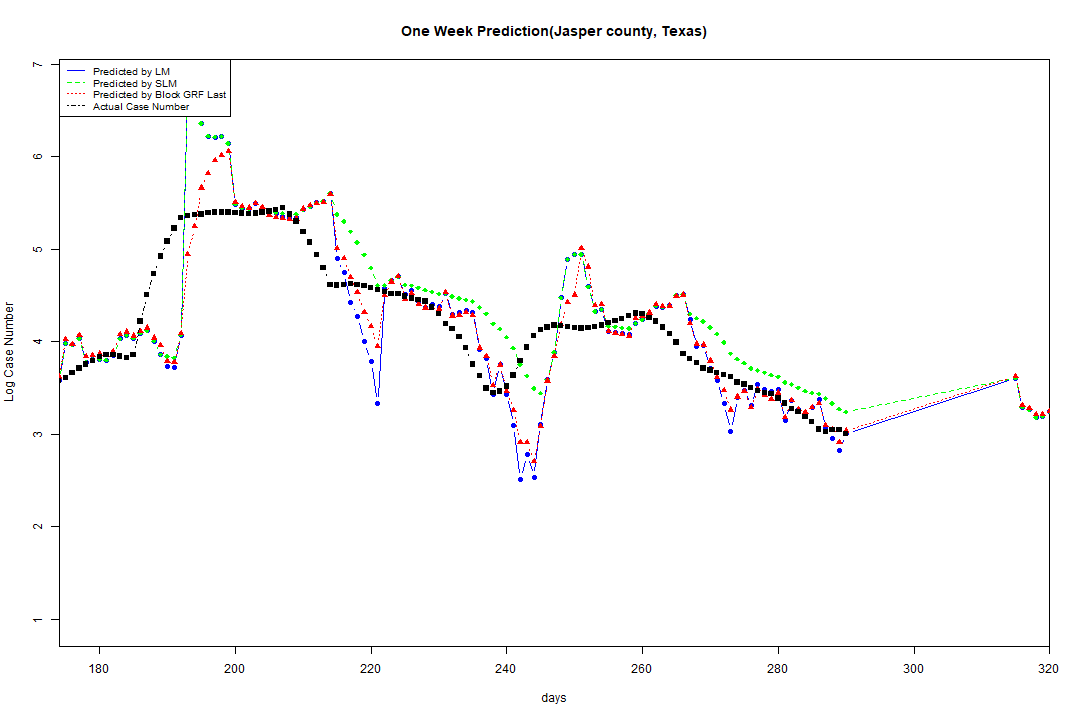 One Week Prediction(Jasper county, Texas)
7
Predicted by LM
Predicted by SLM
Predicted by Block GRF Last
Actual Case Number
6
5
4
3
2
1
Log Case Number
180 200 220 240 260 280 300 320
days